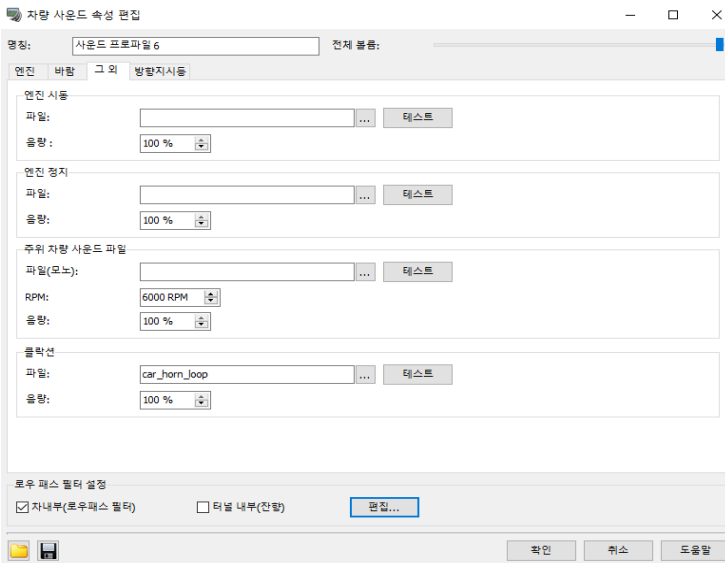 차량 사운드 속성 편집
명칭: 사운드 프로파일 6 전체 볼륨:
엔진 바람 그 외 방향지시등
엔진 시동
파일: ... 테스트
음량 : 100 %
엔진 정지
파일: ... 테스트
음량: 100 %
주위 차량 사운드 파일
파일(모노): ... 테스트
RPM: 6000 RPM
음량: 100 %
클락션
파일: car_horn_loop ... 테스트
음량: 100 %
로우 패스 필터 설정
차내부(로우패스 필터) 터널 내부(잔향) 편집...
확인 취소 도움말